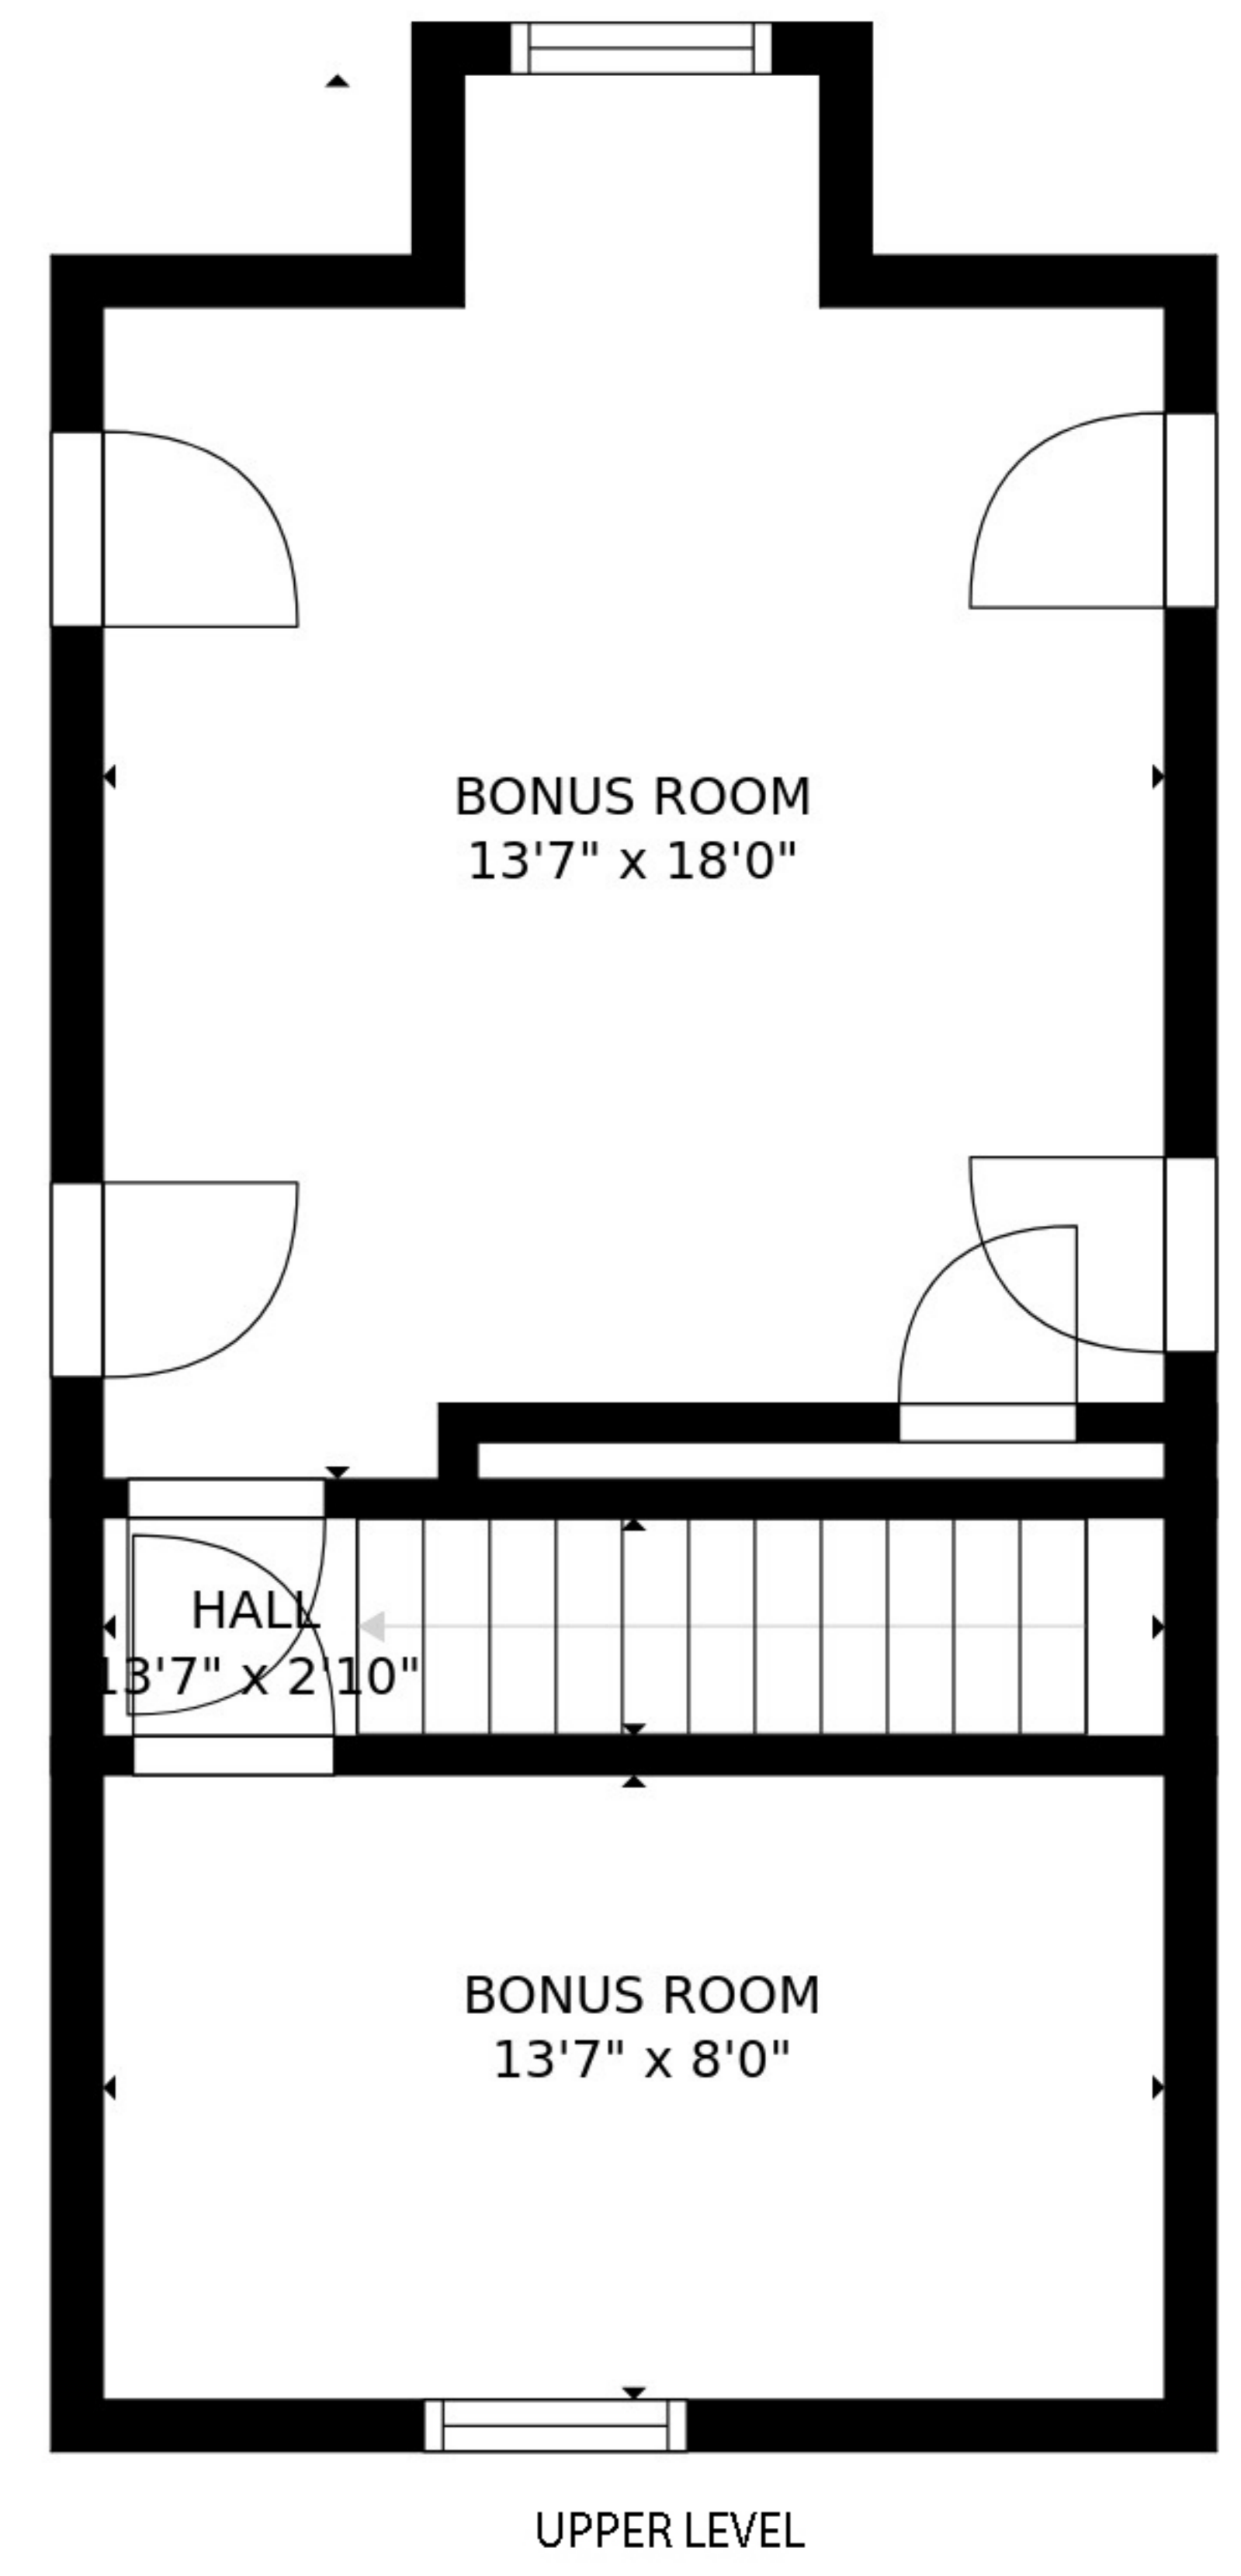 BONUS ROOM
13'7" x 18'0"
HALL
13'7" x 2'10"
BONUS ROOM
13'7" x 8'0"
UPPER LEVEL